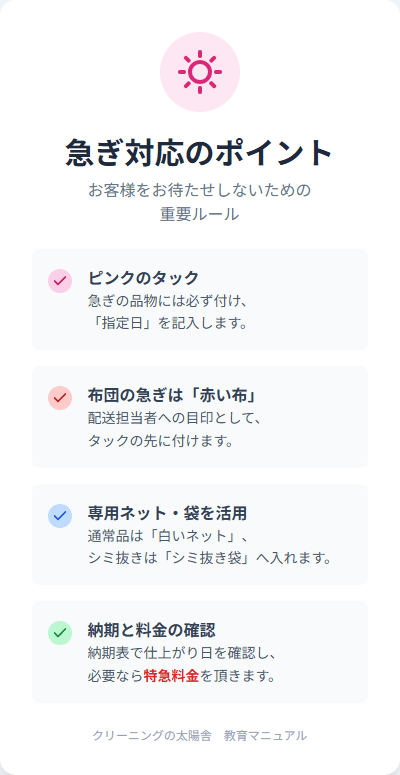 急ぎ対応のポイント
お客様をお待たせしないための
重要ルール
ピンクのタック
急ぎの品物には必ず付け、
「指定日」を記入します。
布団の急ぎは「赤い布」
配送担当者への目印として、
タックの先に付けます。
専用ネット・袋を活用
通常品は「白いネット」、
シミ抜きは「シミ抜き袋」へ入れます。
納期と料金の確認
納期表で仕上がり日を確認し、
必要なら特急料金を頂きます。
クリーニングの太陽舎　教育マニュアル